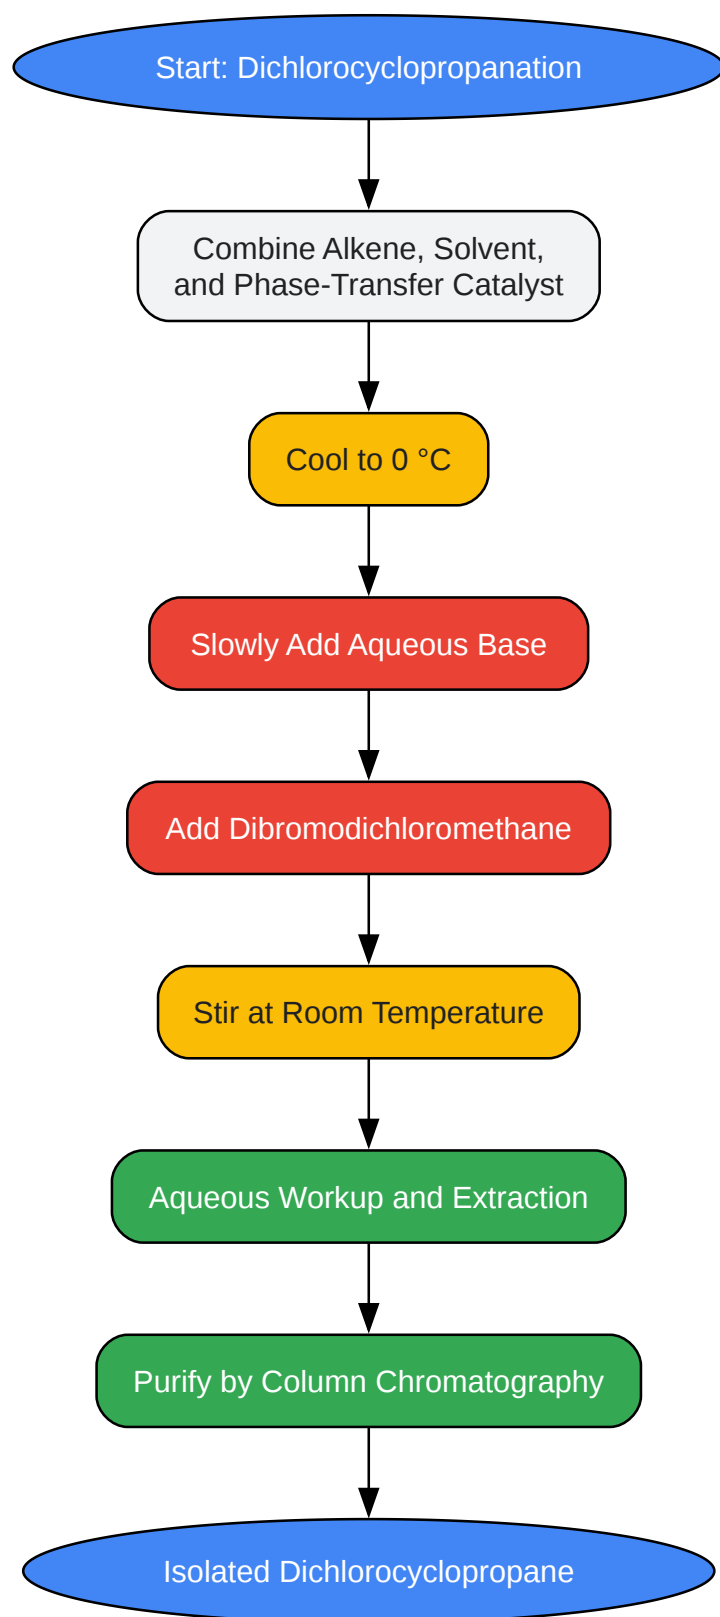 Start: Dichlorocyclopropanation
Combine Alkene, Solvent,
and Phase-Transfer Catalyst
Cool to 0 °C
Slowly Add Aqueous Base
Add Dibromodichloromethane
Stir at Room Temperature
Aqueous Workup and Extraction
Purify by Column Chromatography
Isolated Dichlorocyclopropane